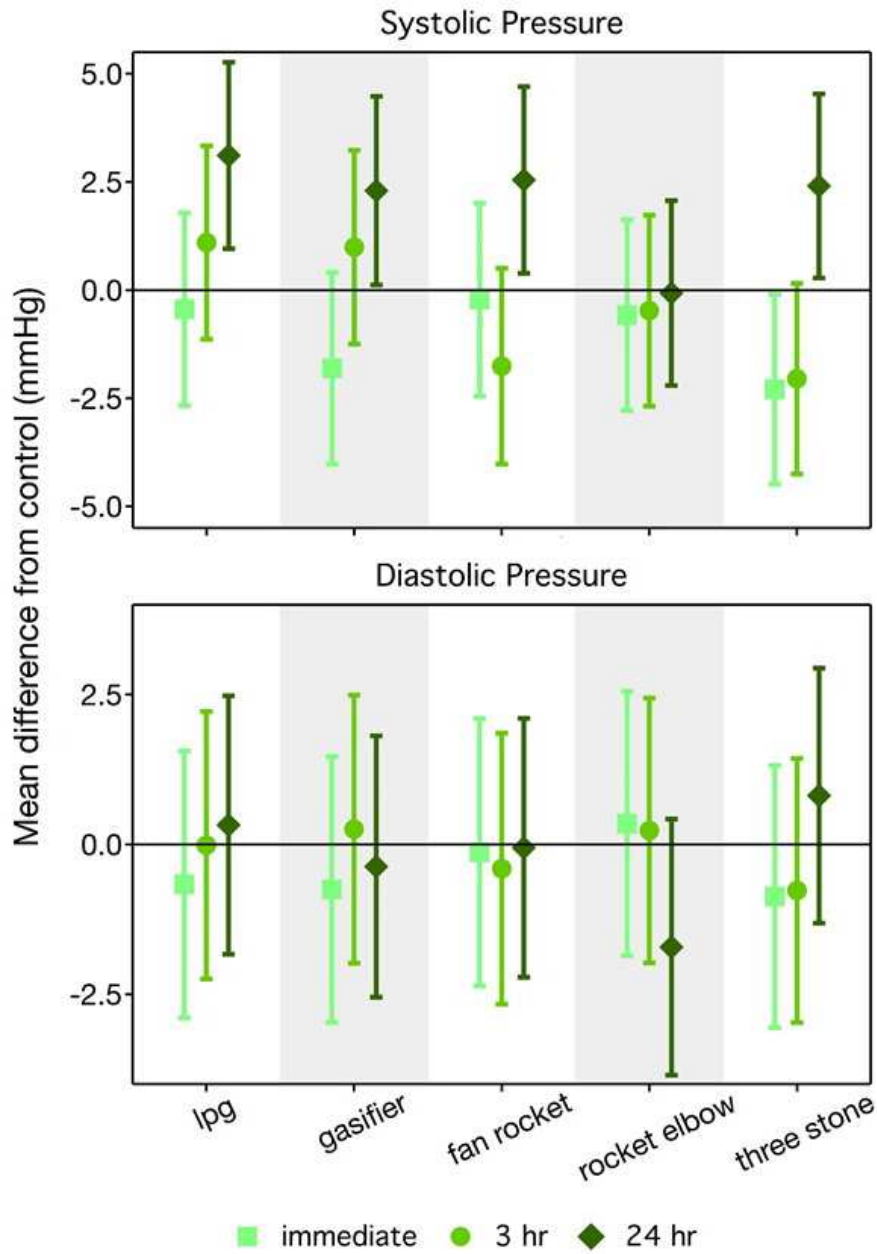 Systolic Pressure
5.0
2.5
0.0
-2.5
-5.0
Mean difference from control (mmHg)
Diastolic Pressure
2.5
0.0
-2.5
lpg
gasifier
fan rocket
rocket elbow
three stone
immediate 3 hr 24 hr